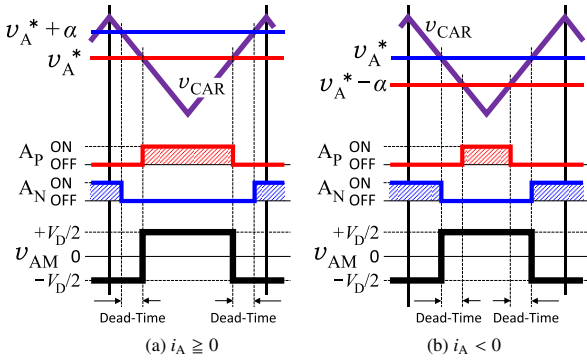 v_A* + α
v_A*
v_CAR
A_P ON
OFF
A_N ON
OFF
+V_D/2
v_AM 0
−V_D/2
Dead-Time Dead-Time
(a) i_A ≧ 0
v_CAR
v_A*
v_A* − α
A_P ON
OFF
A_N ON
OFF
+V_D/2
v_AM 0
−V_D/2
Dead-Time Dead-Time
(b) i_A < 0